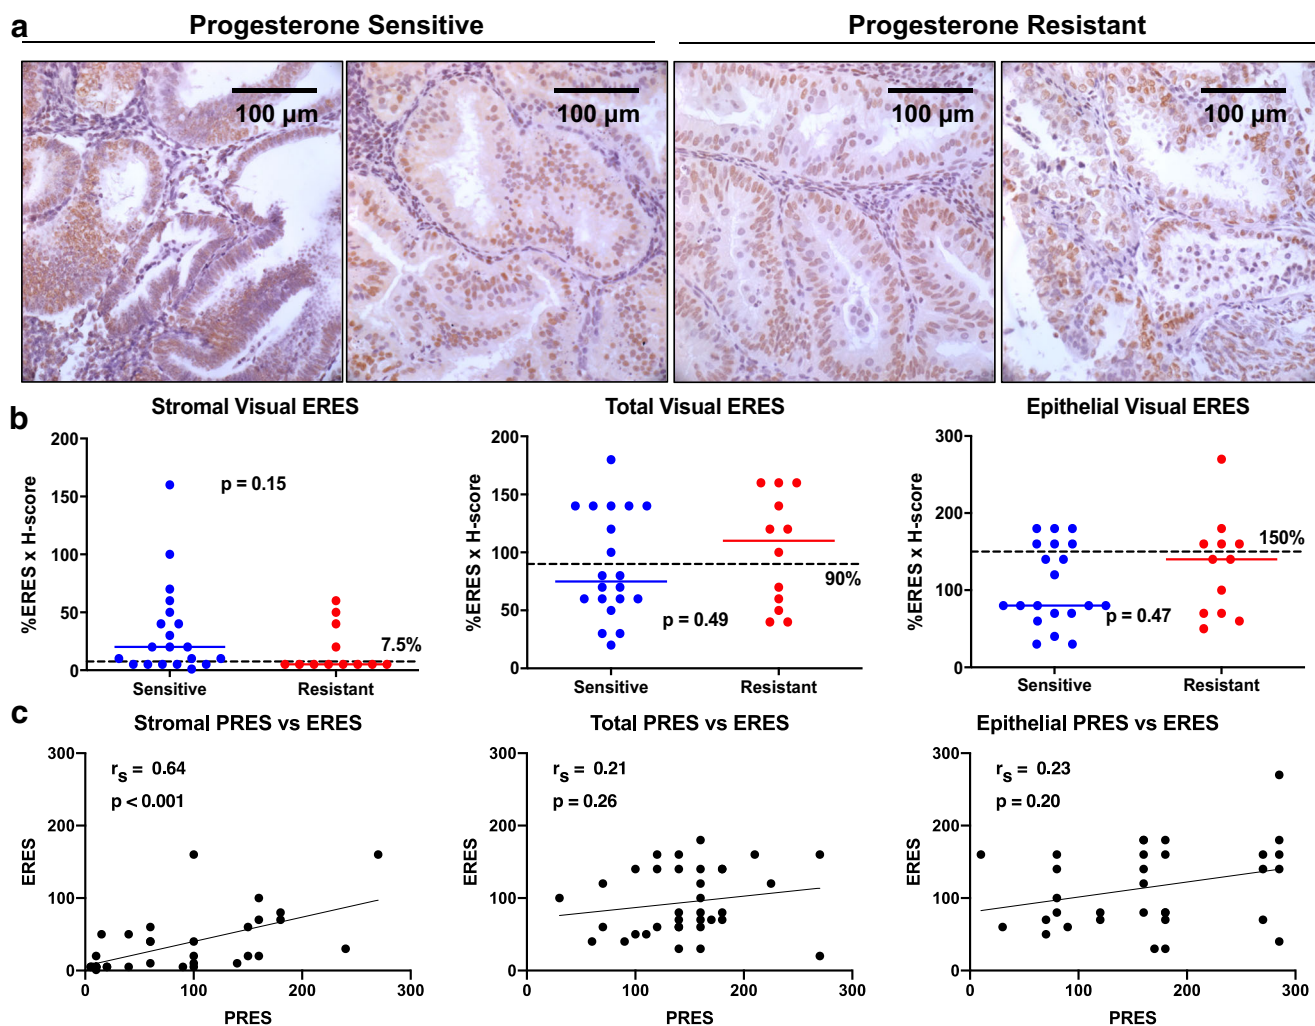 a
Progesterone Sensitive
Progesterone Resistant
100 µm
100 µm
100 µm
100 µm
b
Stromal Visual ERES
Total Visual ERES
Epithelial Visual ERES
%ERES x H-score
200
150
100
50
0
p = 0.15
7.5%
Sensitive
Resistant
%ERES x H-score
200
150
100
50
0
p = 0.49
90%
Sensitive
Resistant
%ERES x H-score
300
200
100
0
p = 0.47
150%
Sensitive
Resistant
c
Stromal PRES vs ERES
Total PRES vs ERES
Epithelial PRES vs ERES
ERES
300
200
100
0
rs = 0.64
p < 0.001
0
100
200
300
PRES
ERES
300
200
100
0
rs = 0.21
p = 0.26
0
100
200
300
PRES
ERES
300
200
100
0
rs = 0.23
p = 0.20
0
100
200
300
PRES